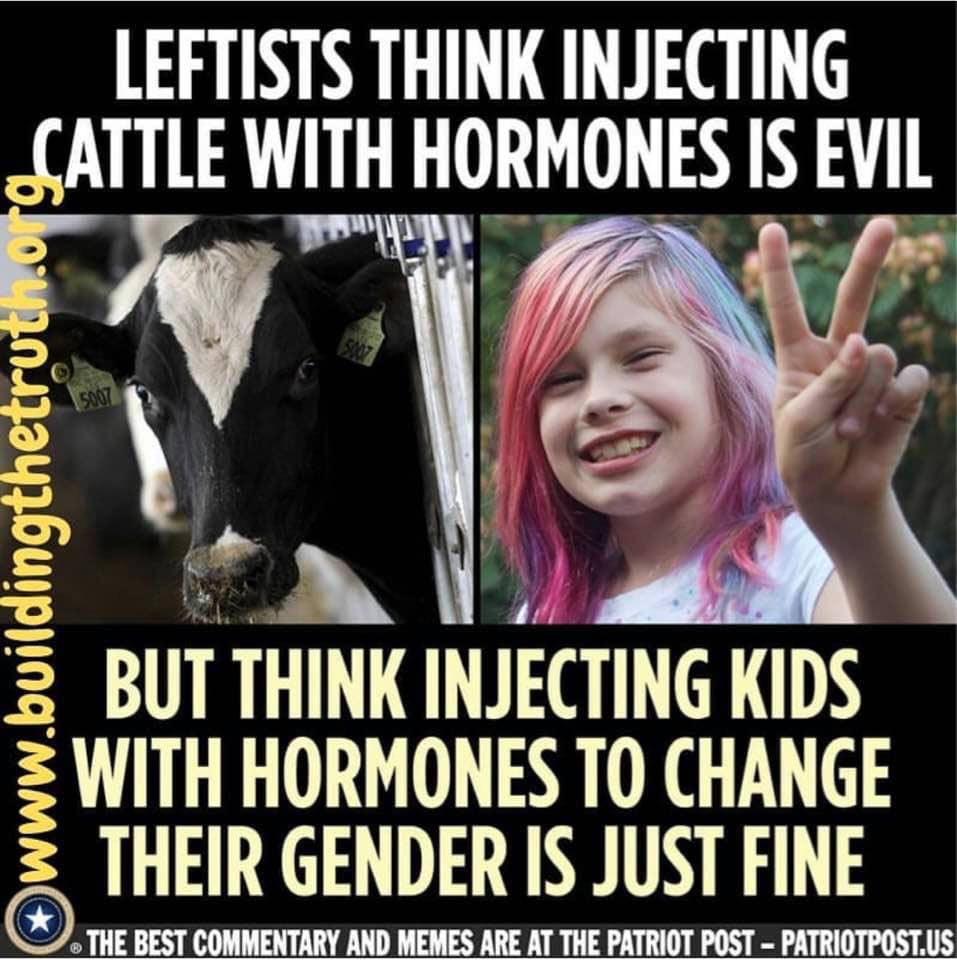 LEFTISTS THINK INJECTING
CATTLE WITH HORMONES IS EVIL
www.buildingthetruth.org
5007
5007
BUT THINK INJECTING KIDS
WITH HORMONES TO CHANGE
THEIR GENDER IS JUST FINE
® THE BEST COMMENTARY AND MEMES ARE AT THE PATRIOT POST – PATRIOTPOST.US